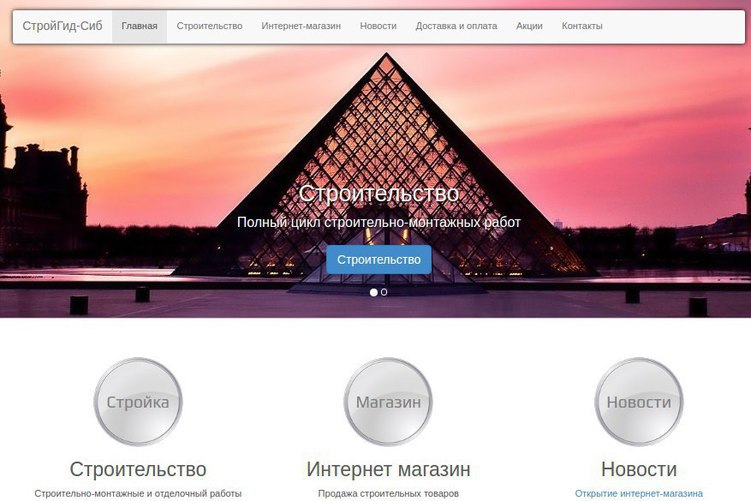 СтройГид-Сиб Главная Строительство Интернет-магазин Новости Доставка и оплата Акции Контакты
Строительство
Полный цикл строительно-монтажных работ
Строительство
Стройка Магазин Новости
Строительство Интернет магазин Новости
Строительно-монтажные и отделочный работы Продажа строительных товаров Открытие интернет-магазина